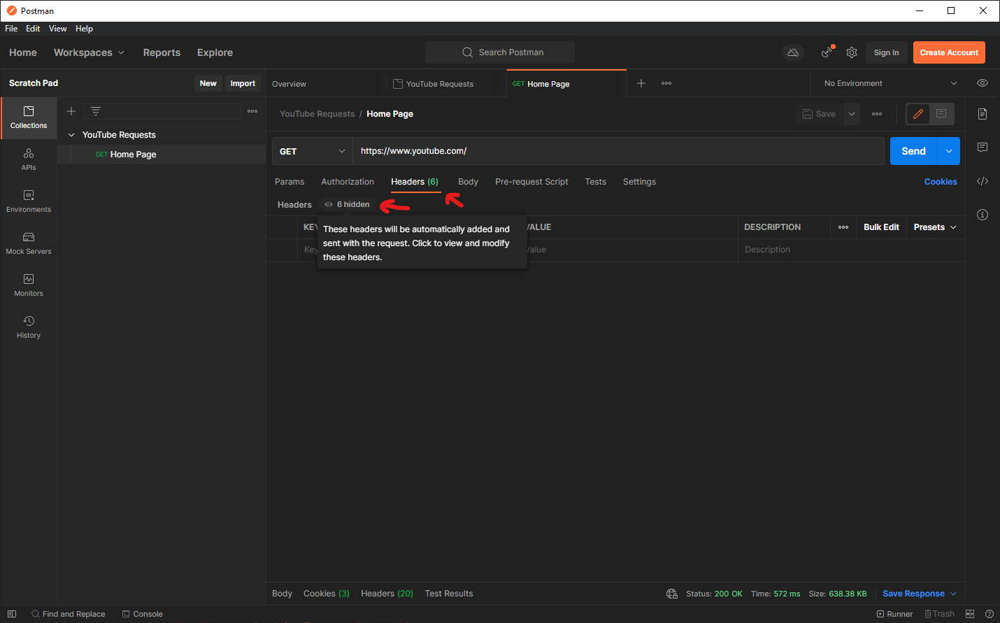 Postman
File Edit View Help
Home Workspaces Reports Explore Search Postman Sign In Create Account
Scratch Pad New Import Overview YouTube Requests GET Home Page No Environment
YouTube Requests / Home Page Save
Collections
YouTube Requests
GET Home Page
GET https://www.youtube.com/ Send
APIs
Params Authorization Headers (6) Body Pre-request Script Tests Settings Cookies
Headers 6 hidden
Environments
These headers will be automatically added and
sent with the request. Click to view and modify
these headers.
KEY VALUE DESCRIPTION Bulk Edit Presets
Key Value Description
Mock Servers
Monitors
History
Body Cookies (3) Headers (20) Test Results Status: 200 OK Time: 572 ms Size: 638.38 KB Save Response
Find and Replace Console Runner Trash